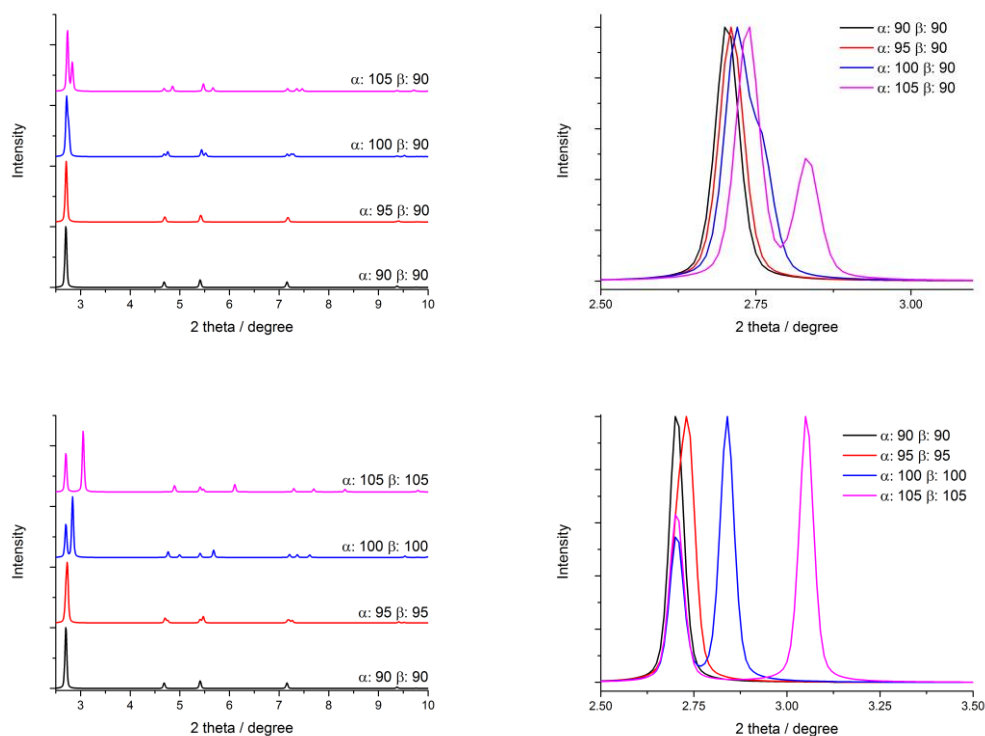 α: 105 β: 90
α: 100 β: 90
α: 95 β: 90
α: 90 β: 90
Intensity
3 4 5 6 7 8 9 10
2 theta / degree
α: 90 β: 90
α: 95 β: 90
α: 100 β: 90
α: 105 β: 90
Intensity
2.50 2.75 3.00
2 theta / degree
α: 105 β: 105
α: 100 β: 100
α: 95 β: 95
α: 90 β: 90
Intensity
3 4 5 6 7 8 9 10
2 theta / degree
α: 90 β: 90
α: 95 β: 95
α: 100 β: 100
α: 105 β: 105
Intensity
2.50 2.75 3.00 3.25 3.50
2 theta / degree